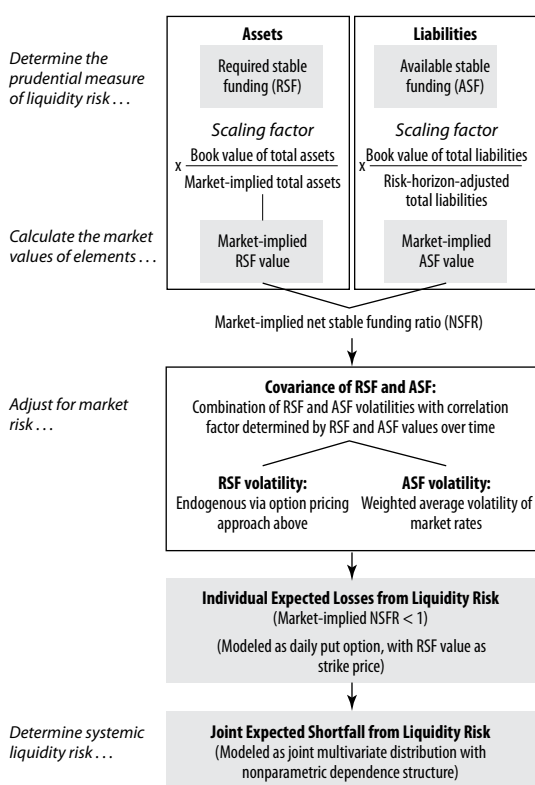 Assets
Liabilities
Determine the
prudential measure
of liquidity risk . . .
Required stable
funding (RSF)
Available stable
funding (ASF)
Scaling factor
x Book value of total assets
Market-implied total assets
Scaling factor
x Book value of total liabilities
Risk-horizon-adjusted
total liabilities
Calculate the market
values of elements . . .
Market-implied
RSF value
Market-implied
ASF value
Market-implied net stable funding ratio (NSFR)
Adjust for market
risk . . .
Covariance of RSF and ASF:
Combination of RSF and ASF volatilities with correlation
factor determined by RSF and ASF values over time
RSF volatility:
Endogenous via option pricing
approach above
ASF volatility:
Weighted average volatility of
market rates
Individual Expected Losses from Liquidity Risk
(Market-implied NSFR < 1)
(Modeled as daily put option, with RSF value as
strike price)
Determine systemic
liquidity risk . . .
Joint Expected Shortfall from Liquidity Risk
(Modeled as joint multivariate distribution with
nonparametric dependence structure)